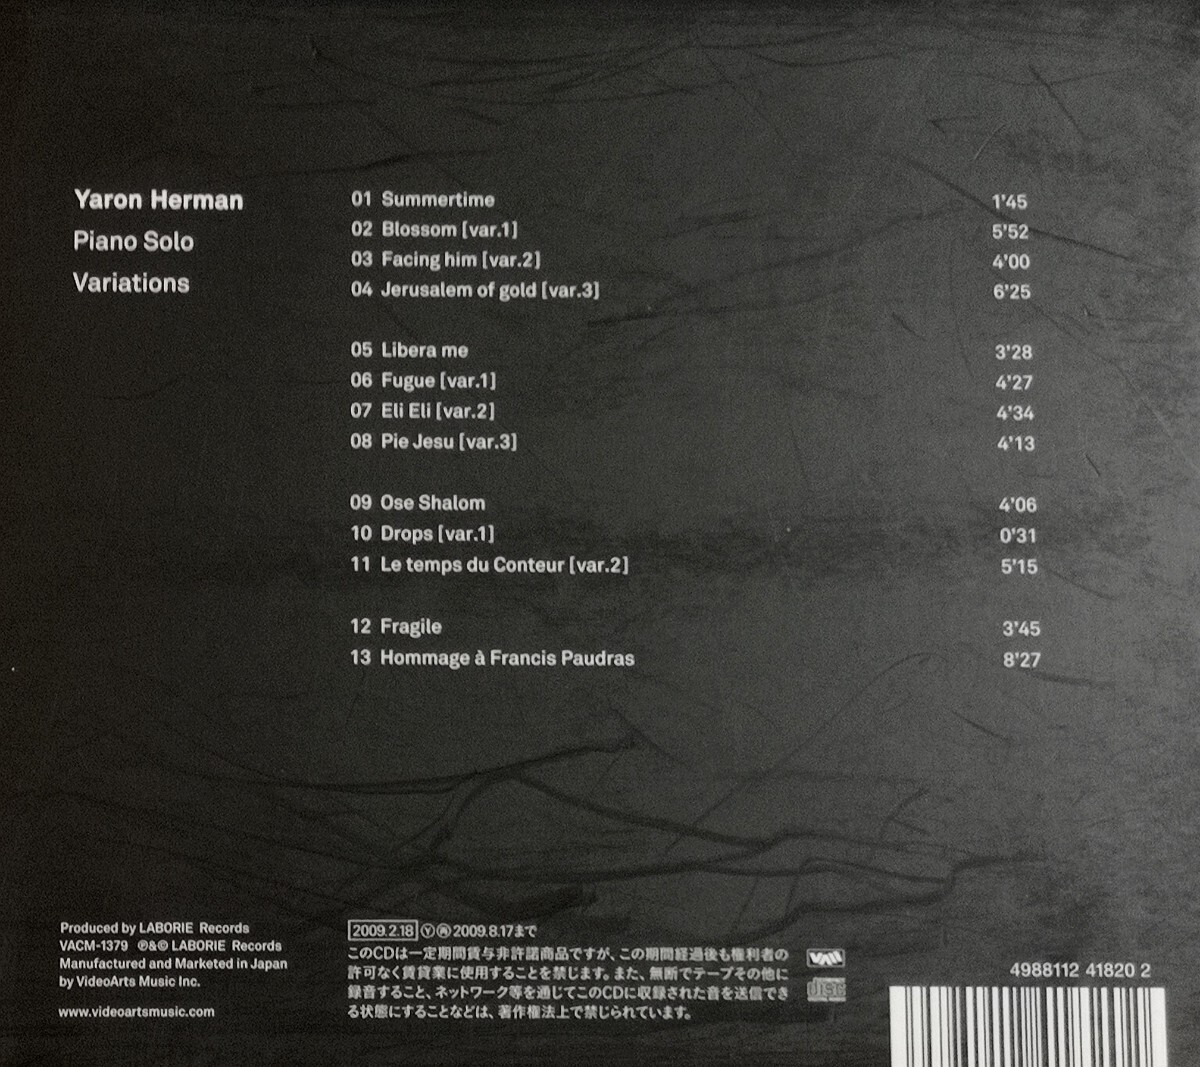 Yaron Herman
Piano Solo
Variations
01 Summertime 1'45
02 Blossom [var.1] 5'52
03 Facing him [var.2] 4'00
04 Jerusalem of gold [var.3] 6'25
05 Libera me 3'28
06 Fugue [var.1] 4'27
07 Eli Eli [var.2] 4'34
08 Pie Jesu [var.3] 4'13
09 Ose Shalom 4'06
10 Drops [var.1] 0'31
11 Le temps du Conteur [var.2] 5'15
12 Fragile 3'45
13 Hommage à Francis Paudras 8'27
Produced by LABORIE Records
VACM-1379 ℗&© LABORIE Records
Manufactured and Marketed in Japan
by VideoArts Music Inc.
www.videoartsmusic.com
2009.2.18 Ⓨ 2009.8.17まで
このCDは一定期間賃与非許諾商品ですが、この期間経過後も権利者の
許可なく賃貸業に使用することを禁じます。また、無断でテープその他に
録音すること、ネットワーク等を通じてこのCDに収録された音を送信でき
る状態にすることなどは、著作権法上で禁じられています。
VAM
disc
4988112 41820 2